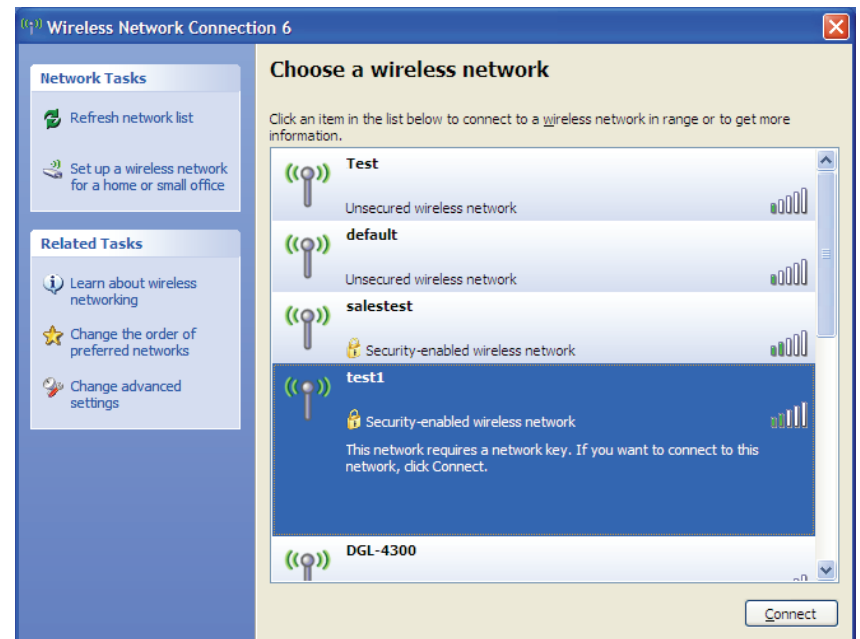 Wireless Network Connection 6
Network Tasks
Refresh network list
Set up a wireless network
for a home or small office
Related Tasks
Learn about wireless
networking
Change the order of
preferred networks
Change advanced
settings
Choose a wireless network
Click an item in the list below to connect to a wireless network in range or to get more
information.
Test
Unsecured wireless network
default
Unsecured wireless network
salestest
Security-enabled wireless network
test1
Security-enabled wireless network
This network requires a network key. If you want to connect to this
network, click Connect.
DGL-4300
Connect